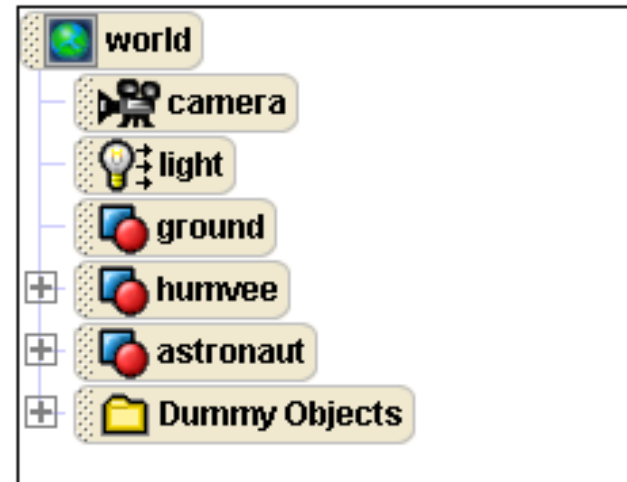 world
camera
light
ground
humvee
astronaut
Dummy Objects